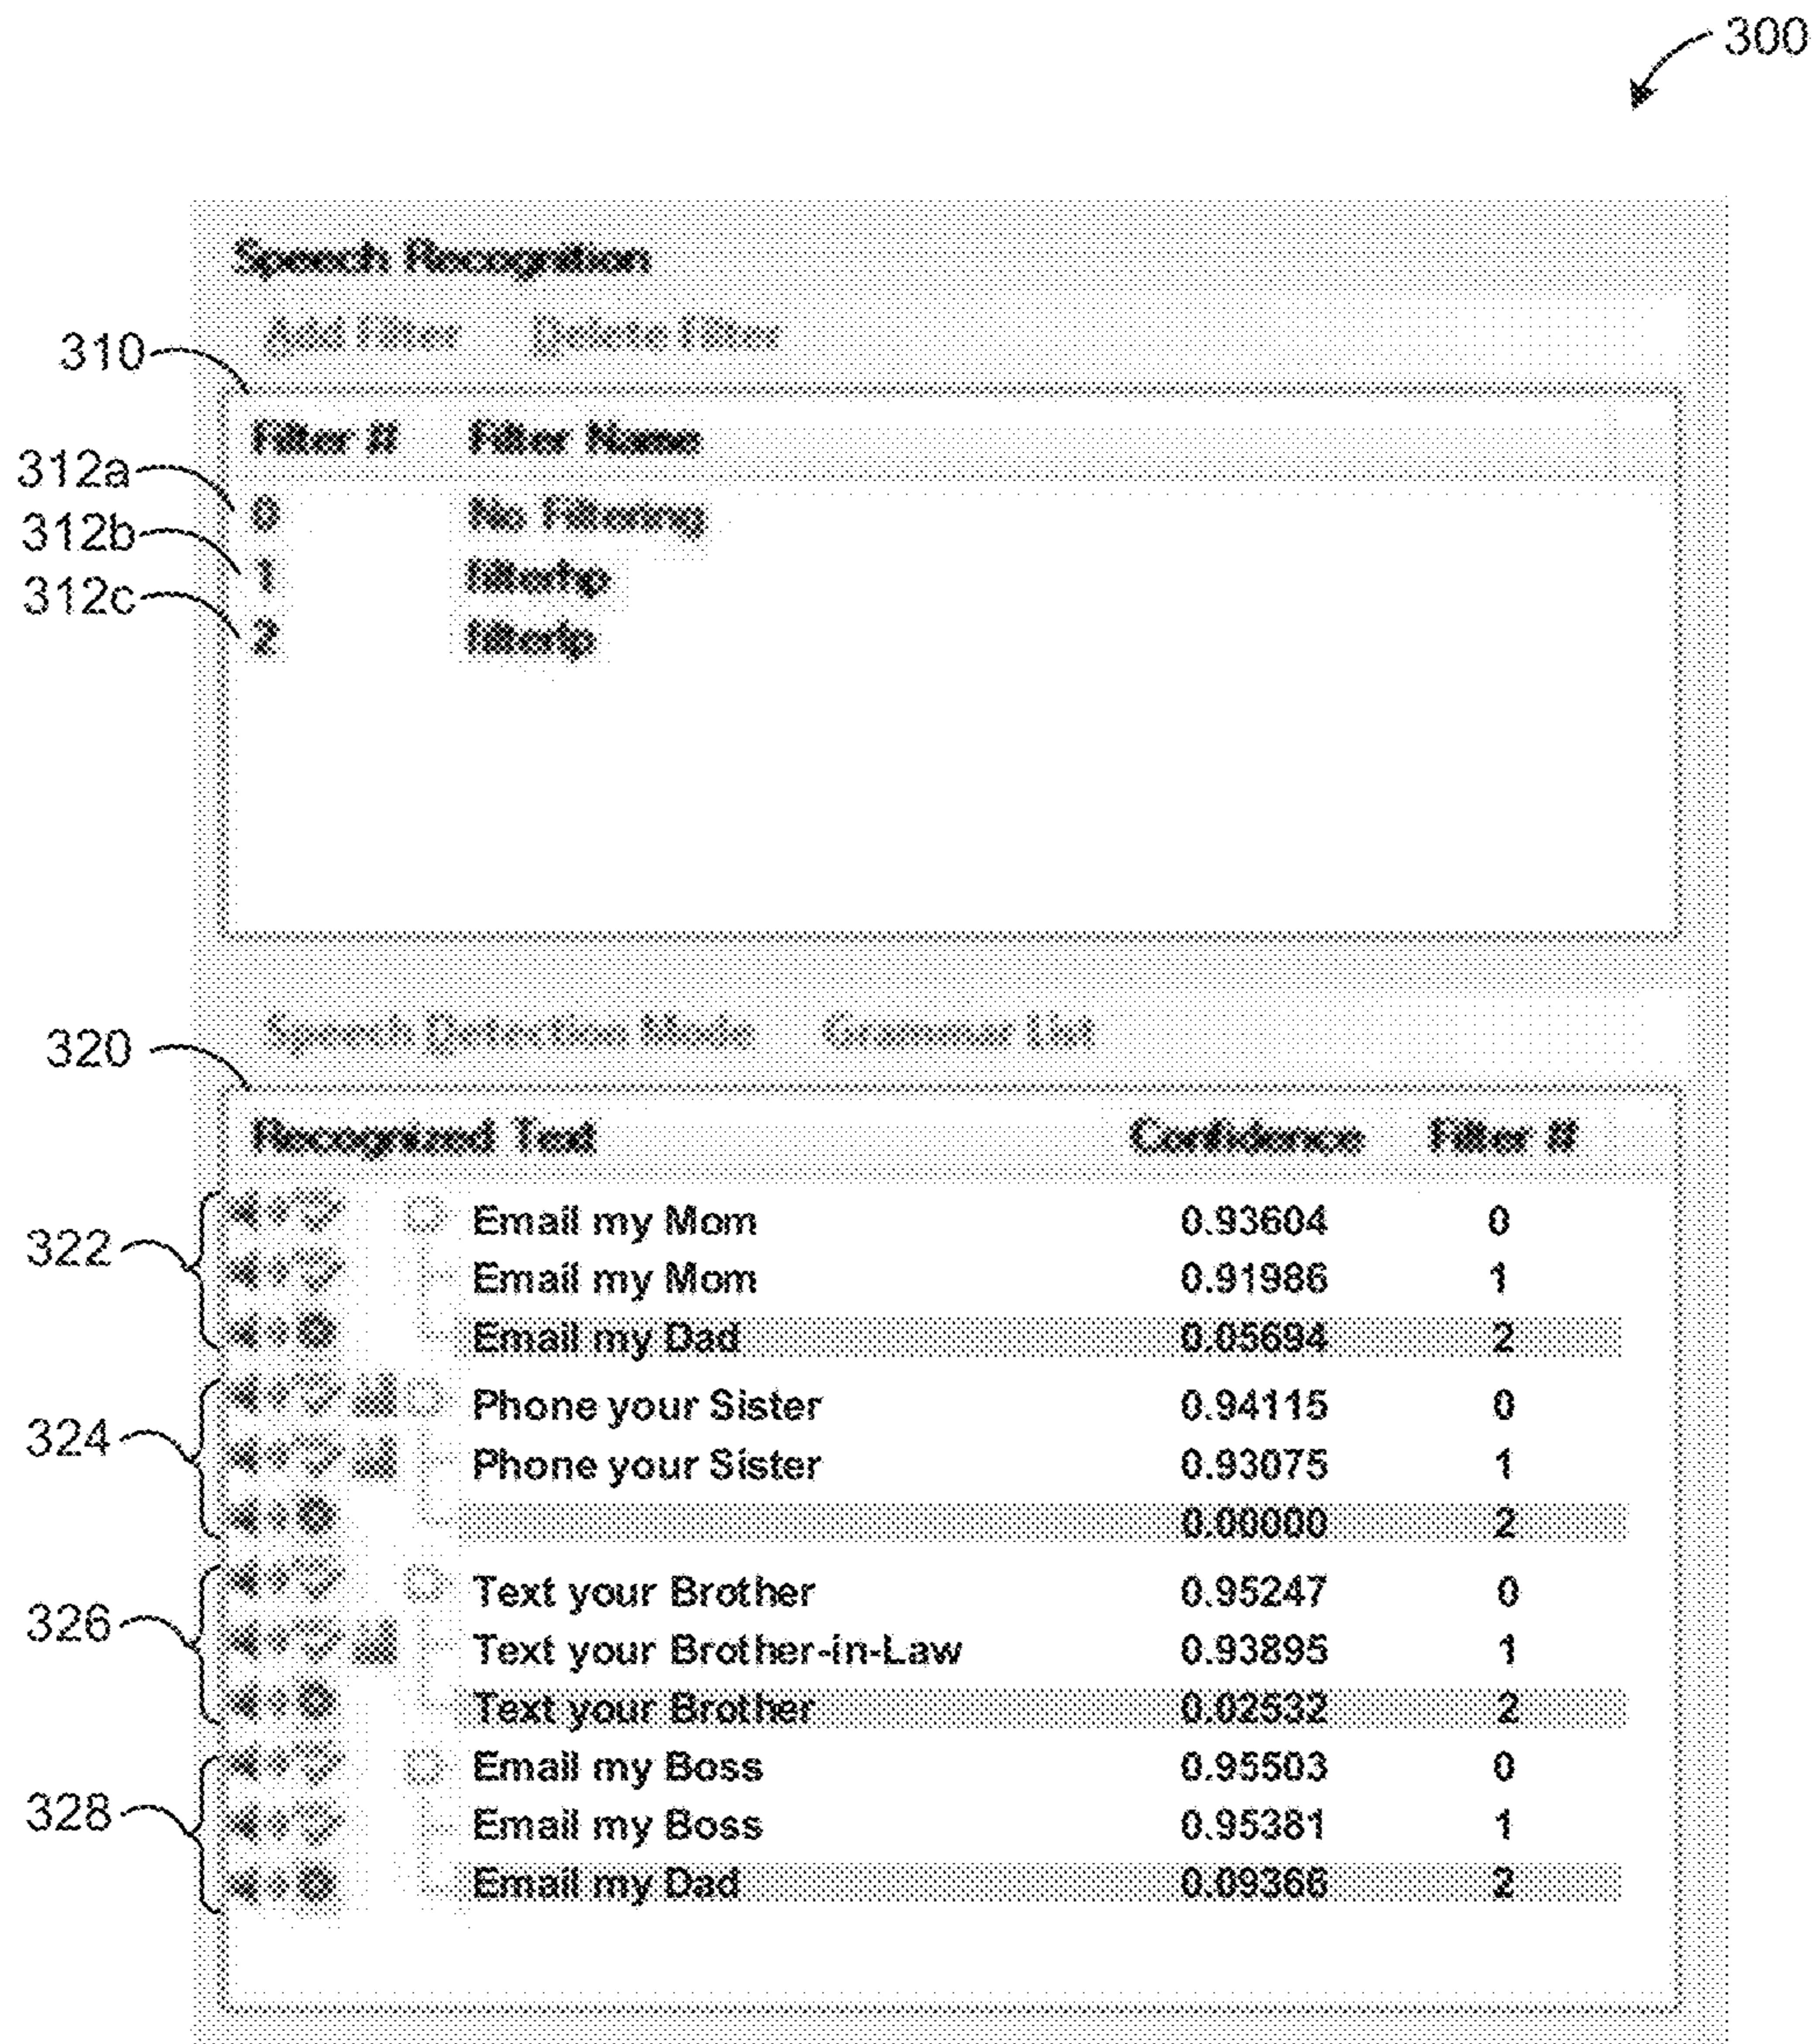 300
Speech Recognition
Add Filter Delete Filter
310
Filter # Filter Name
312a 0 No Filtering
312b 1 filterhp
312c 2 filterlp
Speech Detection Mode Grammar List
320
Recognized Text Confidence Filter #
322
Email my Mom 0.93604 0
Email my Mom 0.91986 1
Email my Dad 0.05694 2
324
Phone your Sister 0.94115 0
Phone your Sister 0.93075 1
0.00000 2
326
Text your Brother 0.95247 0
Text your Brother-in-Law 0.93895 1
Text your Brother 0.02532 2
328
Email my Boss 0.95503 0
Email my Boss 0.95381 1
Email my Dad 0.09366 2